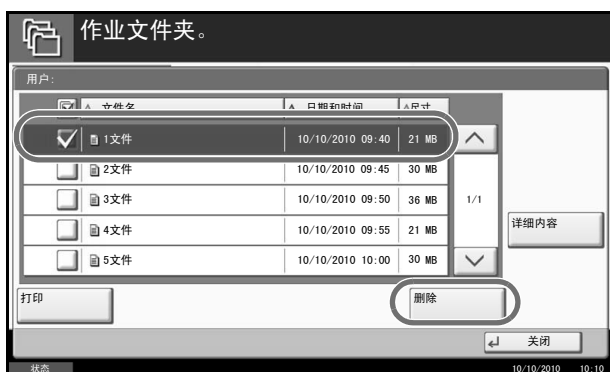 作业文件夹。
用户:
文件名 日期和时间 尺寸
1文件 10/10/2010 09:40 21 MB
2文件 10/10/2010 09:45 30 MB
3文件 10/10/2010 09:50 36 MB 1/1
4文件 10/10/2010 09:55 21 MB
详细内容
5文件 10/10/2010 10:00 30 MB
打印 删除
关闭
状态 10/10/2010 10:10